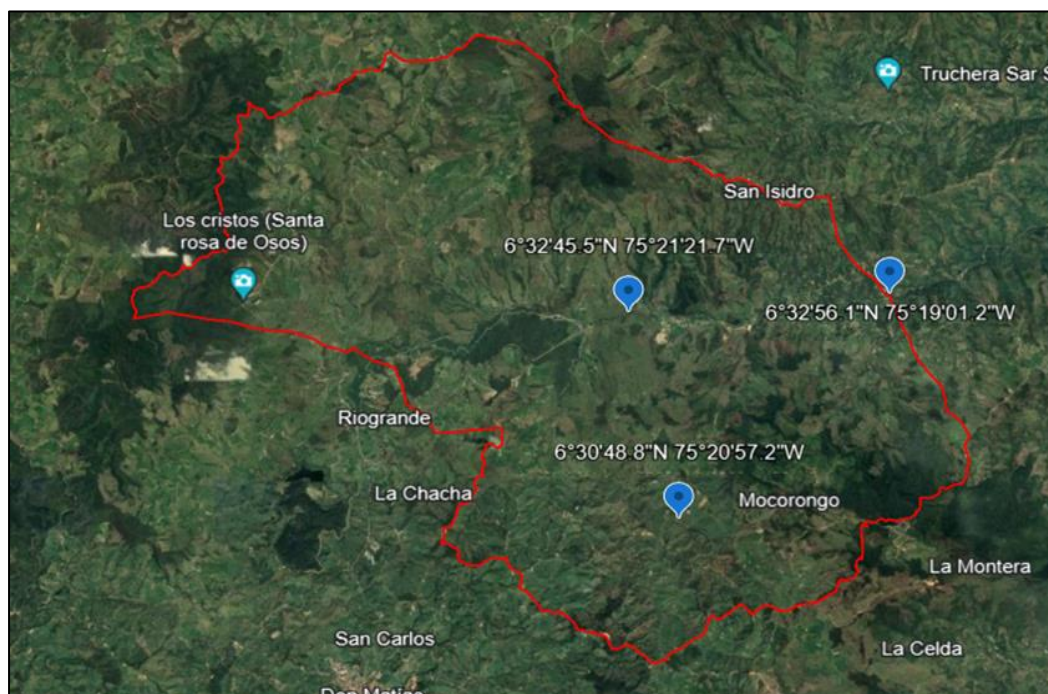 Truchera Sar S
San Isidro
Los cristos (Santa
rosa de Osos)
6°32'45.5"N 75°21'21.7"W
6°32'56.1"N 75°19'01.2"W
Riogrande
6°30'48.8"N 75°20'57.2"W
La Chacha
Mocorongo
La Montera
San Carlos
La Celda
Don Matías